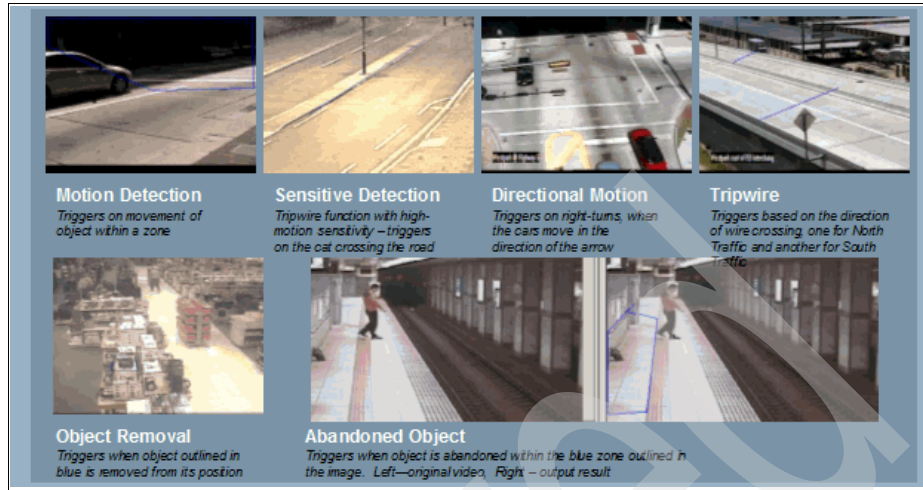 Motion Detection
Triggers on movement of
object within a zone
Sensitive Detection
Tripwire function with high-
motion sensitivity – triggers
on the cat crossing the road
Directional Motion
Triggers on right-turns, when
the cars move in the
direction of the arrow
Tripwire
Triggers based on the direction
of wire crossing, one for North
Traffic and another for South
Traffic
Object Removal
Triggers when object outlined in
blue is removed from its position
Abandoned Object
Triggers when object is abandoned within the blue zone outlined in
the image. Left—original video, Right – output result